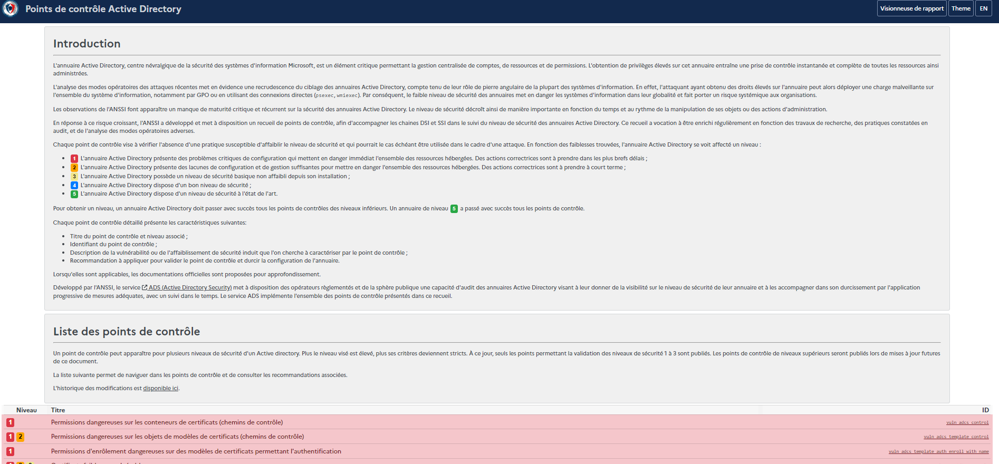 Points de contrôle Active Directory
Visionneuse de rapport
Theme
EN
Introduction
L'annuaire Active Directory, centre névralgique de la sécurité des systèmes d'information Microsoft, est un élément critique permettant la gestion centralisée de comptes, de ressources et de permissions. L'obtention de privilèges élevés sur cet annuaire entraîne une prise de contrôle instantanée et complète de toutes les ressources ainsi
administrées.
L'analyse des modes opératoires des attaques récentes met en évidence une recrudescence du ciblage des annuaires Active Directory, compte tenu de leur rôle de pierre angulaire de la plupart des systèmes d'information. En effet, l'attaquant ayant obtenu des droits élevés sur l'annuaire peut alors déployer une charge malveillante sur
l'ensemble du système d'information, notamment par GPO ou en utilisant des connexions directes (psexec, wmiexec). Par conséquent, le faible niveau de sécurité des annuaires met en danger les systèmes d'information dans leur globalité et fait porter un risque systémique aux organisations.
Les observations de l'ANSSI font apparaître un manque de maturité critique et récurrent sur la sécurité des annuaires Active Directory. Le niveau de sécurité décroît ainsi de manière importante en fonction du temps et au rythme de la manipulation de ses objets ou des actions d'administration.
En réponse à ce risque croissant, l'ANSSI a développé et met à disposition un recueil de points de contrôle, afin d'accompagner les chaines DSI et SSI dans le suivi du niveau de sécurité des annuaires Active Directory. Ce recueil a vocation à être enrichi régulièrement en fonction des travaux de recherche, des pratiques constatées en
audit, et de l'analyse des modes opératoires adverses.
Chaque point de contrôle vise à vérifier l'absence d'une pratique susceptible d'affaiblir le niveau de sécurité et qui pourrait le cas échéant être utilisée dans le cadre d'une attaque. En fonction des faiblesses trouvées, l'annuaire Active Directory se voit affecté un niveau :
• 1 L'annuaire Active Directory présente des problèmes critiques de configuration qui mettent en danger immédiat l'ensemble des ressources hébergées. Des actions correctrices sont à prendre dans les plus brefs délais ;
• 2 L'annuaire Active Directory présente des lacunes de configuration et de gestion suffisantes pour mettre en danger l'ensemble des ressources hébergées. Des actions correctrices sont à prendre à court terme ;
• 3 L'annuaire Active Directory possède un niveau de sécurité basique non affaibli depuis son installation ;
• 4 L'annuaire Active Directory dispose d'un bon niveau de sécurité ;
• 5 L'annuaire Active Directory dispose d'un niveau de sécurité à l'état de l'art.
Pour obtenir un niveau, un annuaire Active Directory doit passer avec succès tous les points de contrôles des niveaux inférieurs. Un annuaire de niveau 5 a passé avec succès tous les points de contrôle.
Chaque point de contrôle détaillé présente les caractéristiques suivantes:
• Titre du point de contrôle et niveau associé ;
• Identifiant du point de contrôle ;
• Description de la vulnérabilité ou de l'affaiblissement de sécurité induit que l'on cherche à caractériser par le point de contrôle ;
• Recommandation à appliquer pour valider le point de contrôle et durcir la configuration de l'annuaire.
Lorsqu'elles sont applicables, les documentations officielles sont proposées pour approfondissement.
Développé par l'ANSSI, le service ADS (Active Directory Security) met à disposition des opérateurs règlementés et de la sphère publique une capacité d'audit des annuaires Active Directory visant à leur donner de la visibilité sur le niveau de sécurité de leur annuaire et à les accompagner dans son durcissement par l'application
progressive de mesures adéquates, avec un suivi dans le temps. Le service ADS implémente l'ensemble des points de contrôle présentés dans ce recueil.
Liste des points de contrôle
Un point de contrôle peut apparaître pour plusieurs niveaux de sécurité d'un Active directory. Plus le niveau visé est élevé, plus ses critères deviennent stricts. À ce jour, seuls les points permettant la validation des niveaux de sécurité 1 à 3 sont publiés. Les points de contrôle de niveaux supérieurs seront publiés lors de mises à jour futures
de ce document.
La liste suivante permet de naviguer dans les points de contrôle et de consulter les recommandations associées.
L'historique des modifications est disponible ici.
Niveau Titre ID
1 Permissions dangereuses sur les conteneurs de certificats (chemins de contrôle) vuln_adcs_control
1 2 Permissions dangereuses sur les objets de modèles de certificats (chemins de contrôle) vuln_adcs_template_control
1 Permissions d'enrôlement dangereuses sur des modèles de certificats permettant l'authentification vuln_adcs_template_auth_enroll_with_name